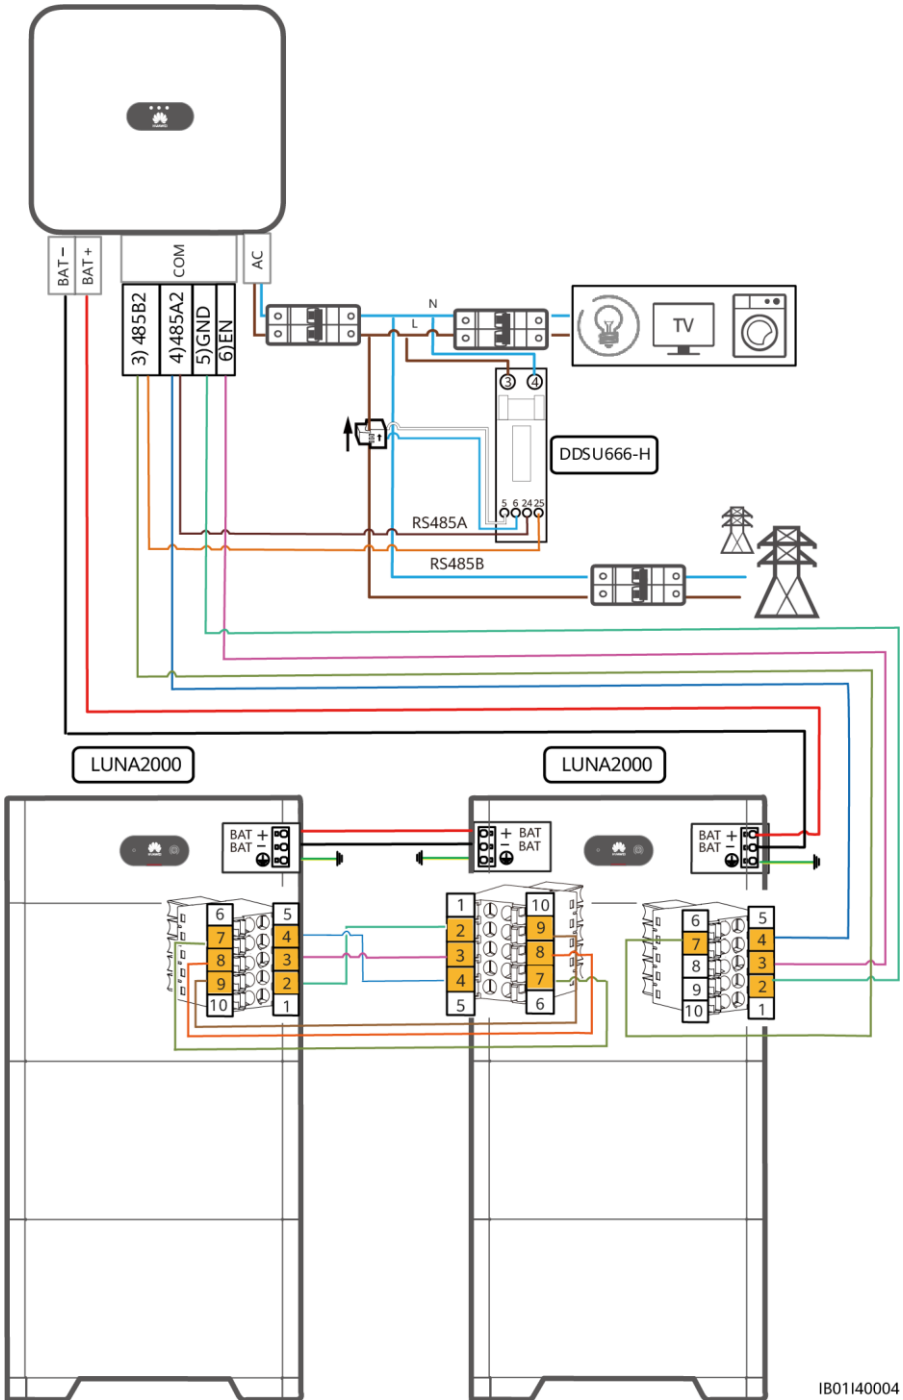 BAT −
BAT +
COM
AC
3) 485B2
4)485A2
5)GND
6)EN
N
L
TV
3
4
DDSU666-H
5 6 24 25
RS485A
RS485B
LUNA2000
LUNA2000
BAT +
BAT −
+ BAT
− BAT
BAT +
BAT −
6
7
8
9
10
5
4
3
2
1
1
2
3
4
5
10
9
8
7
6
6
7
8
9
10
5
4
3
2
1
IB01I40004